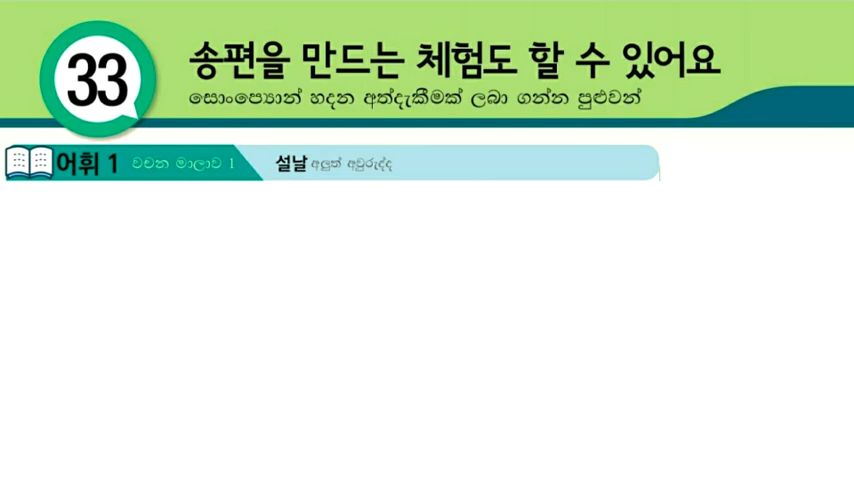 33
송편을 만드는 체험도 할 수 있어요
සොංප්‍යොන් හදන අත්දැකීමක් ලබා ගන්න පුළුවන්
어휘 1 වචන මාලාව 1 설날 අලුත් අවුරුද්ද